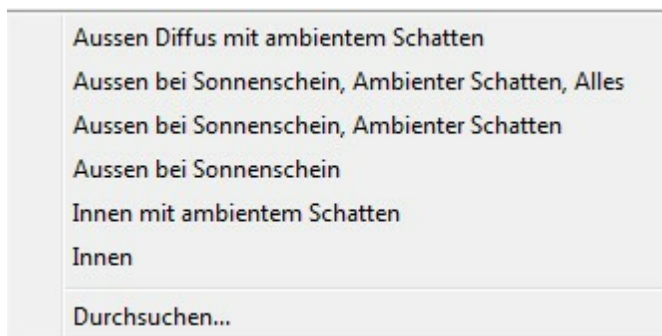 Aussen Diffus mit ambientem Schatten
Aussen bei Sonnenschein, Ambienter Schatten, Alles
Aussen bei Sonnenschein, Ambienter Schatten
Aussen bei Sonnenschein
Innen mit ambientem Schatten
Innen
Durchsuchen...